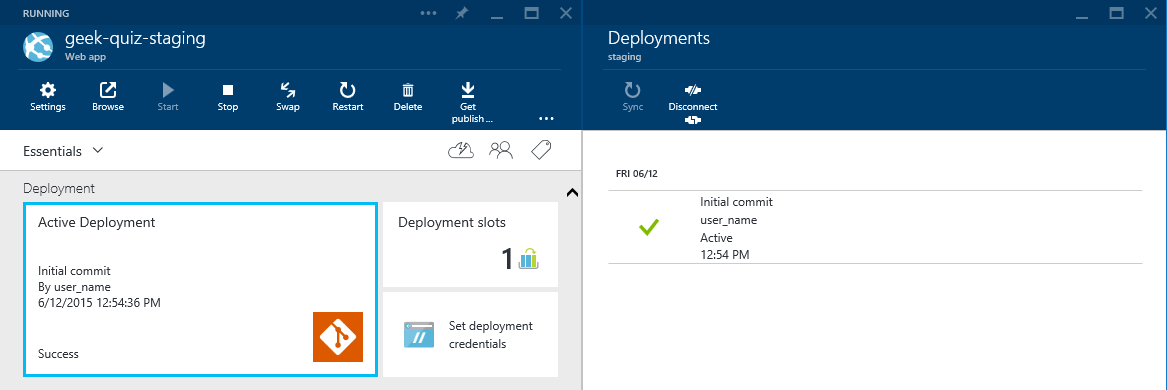 RUNNING
geek-quiz-staging
Web app
Settings
Browse
Start
Stop
Swap
Restart
Delete
Get
publish ...
Essentials
Deployment
Active Deployment
Initial commit
By user_name
6/12/2015 12:54:36 PM
Success
Deployment slots
1
Set deployment
credentials
Deployments
staging
Sync
Disconnect
FRI 06/12
Initial commit
user_name
Active
12:54 PM